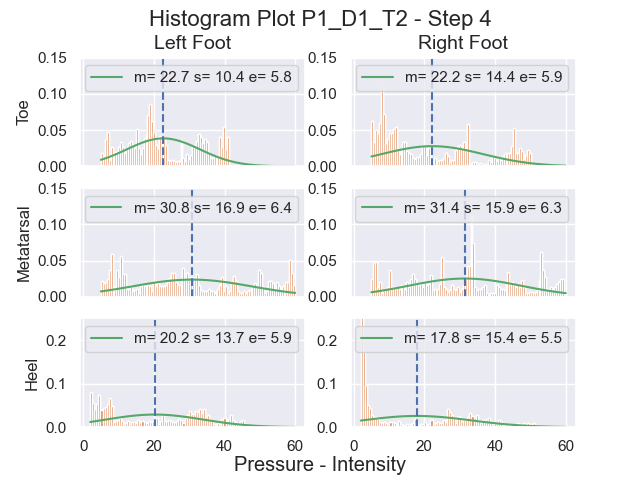 Histogram Plot P1_D1_T2 - Step 4
Left Foot
Right Foot
Toe
0.15
0.10
0.05
0.00
m= 22.7 s= 10.4 e= 5.8
0.15
0.10
0.05
0.00
m= 22.2 s= 14.4 e= 5.9
Metatarsal
0.15
0.10
0.05
0.00
m= 30.8 s= 16.9 e= 6.4
0.15
0.10
0.05
0.00
m= 31.4 s= 15.9 e= 6.3
Heel
0.2
0.1
0.0
m= 20.2 s= 13.7 e= 5.9
0.2
0.1
0.0
m= 17.8 s= 15.4 e= 5.5
0 20 40 60
0 20 40 60
Pressure - Intensity